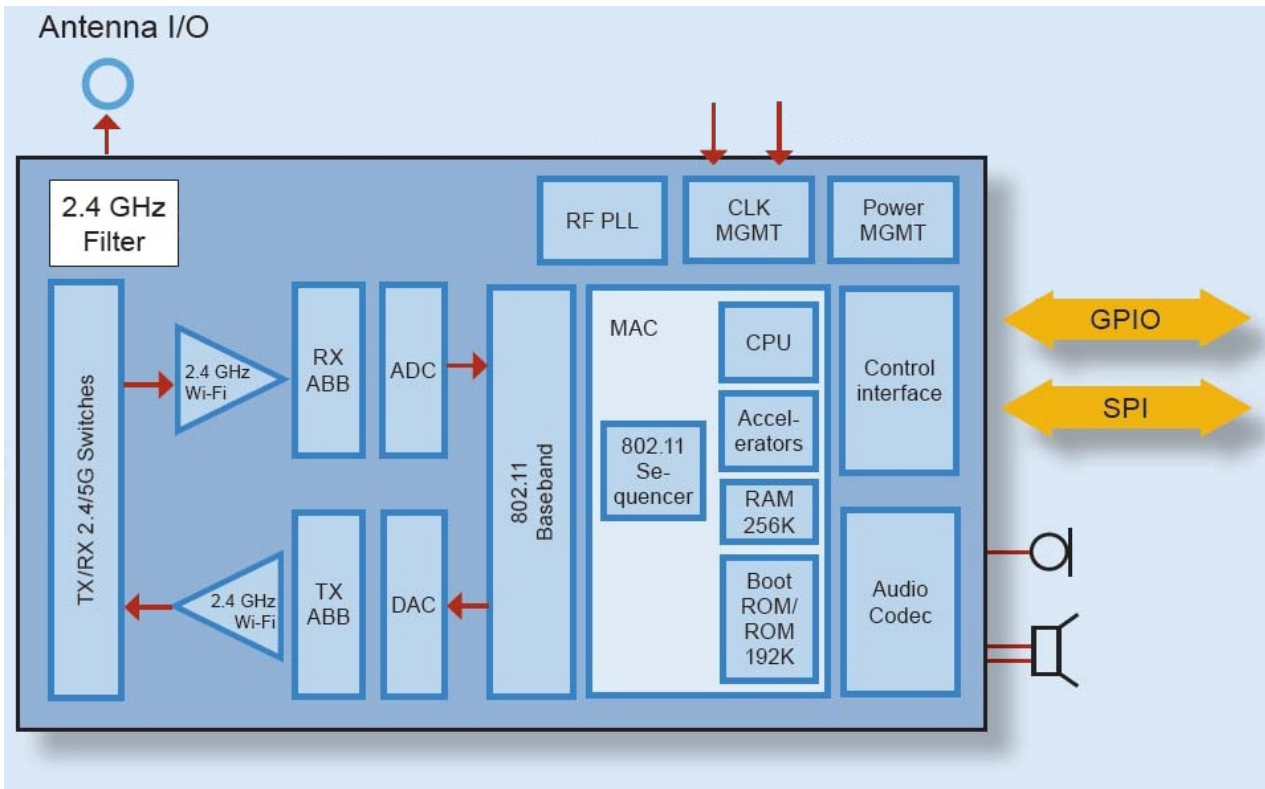 Antenna I/O
2.4 GHz
Filter
RF PLL
CLK
MGMT
Power
MGMT
TX/RX 2.4/5G Switches
2.4 GHz
Wi-Fi
RX
ABB
ADC
802.11
Baseband
MAC
CPU
Accel-
erators
802.11
Se-
quencer
RAM
256K
Boot
ROM/
ROM
192K
Control
interface
GPIO
SPI
2.4 GHz
Wi-Fi
TX
ABB
DAC
Audio
Codec